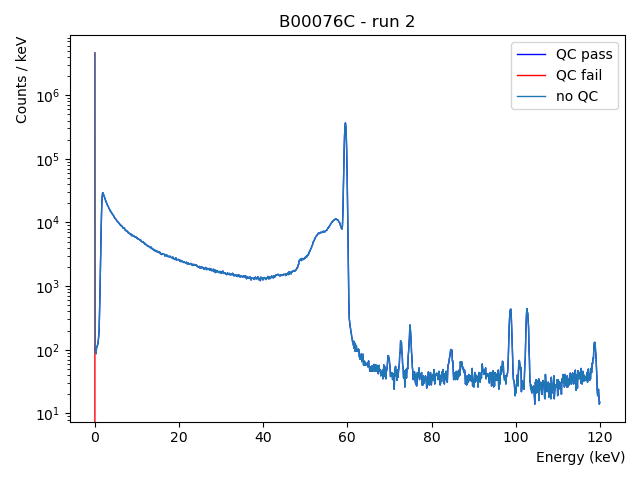 B00076C - run 2
Counts / keV
QC pass
QC fail
no QC
10^6
10^5
10^4
10^3
10^2
10^1
0 20 40 60 80 100 120
Energy (keV)